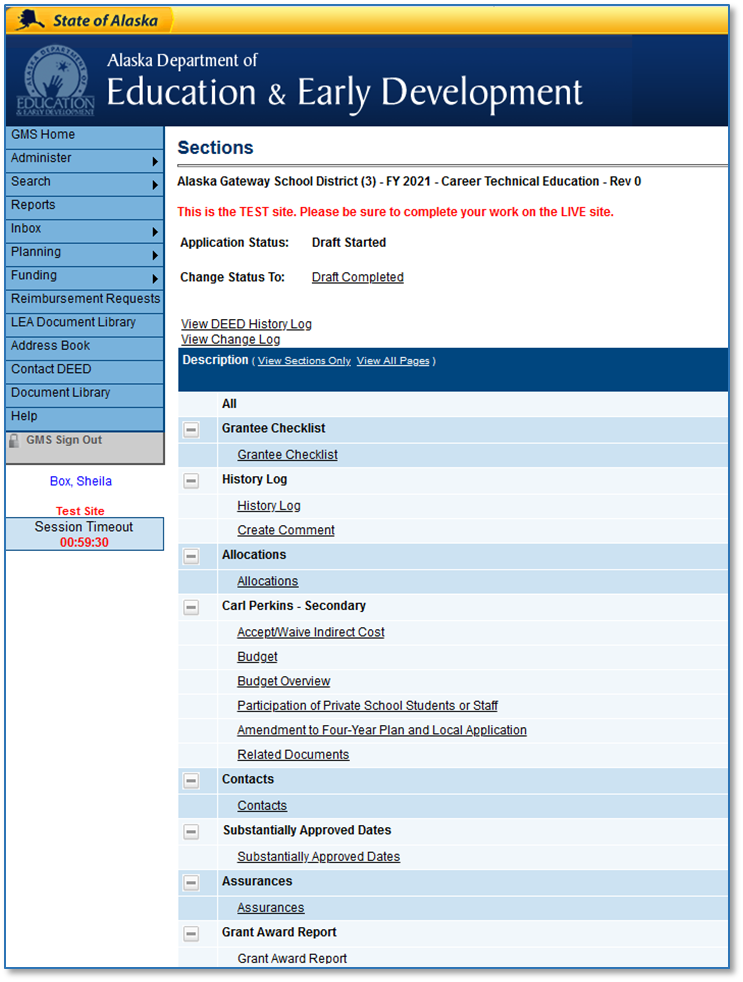 State of Alaska
ALASKA DEPARTMENT OF
EDUCATION
& EARLY DEVELOPMENT
Alaska Department of
Education & Early Development
GMS Home
Administer
Search
Reports
Inbox
Planning
Funding
Reimbursement Requests
LEA Document Library
Address Book
Contact DEED
Document Library
Help
GMS Sign Out
Box, Sheila
Test Site
Session Timeout
00:59:30
Sections
Alaska Gateway School District (3) - FY 2021 - Career Technical Education - Rev 0
This is the TEST site. Please be sure to complete your work on the LIVE site.
Application Status: Draft Started
Change Status To: Draft Completed
View DEED History Log
View Change Log
Description ( View Sections Only View All Pages )
All
Grantee Checklist
Grantee Checklist
History Log
History Log
Create Comment
Allocations
Allocations
Carl Perkins - Secondary
Accept/Waive Indirect Cost
Budget
Budget Overview
Participation of Private School Students or Staff
Amendment to Four-Year Plan and Local Application
Related Documents
Contacts
Contacts
Substantially Approved Dates
Substantially Approved Dates
Assurances
Assurances
Grant Award Report
Grant Award Report